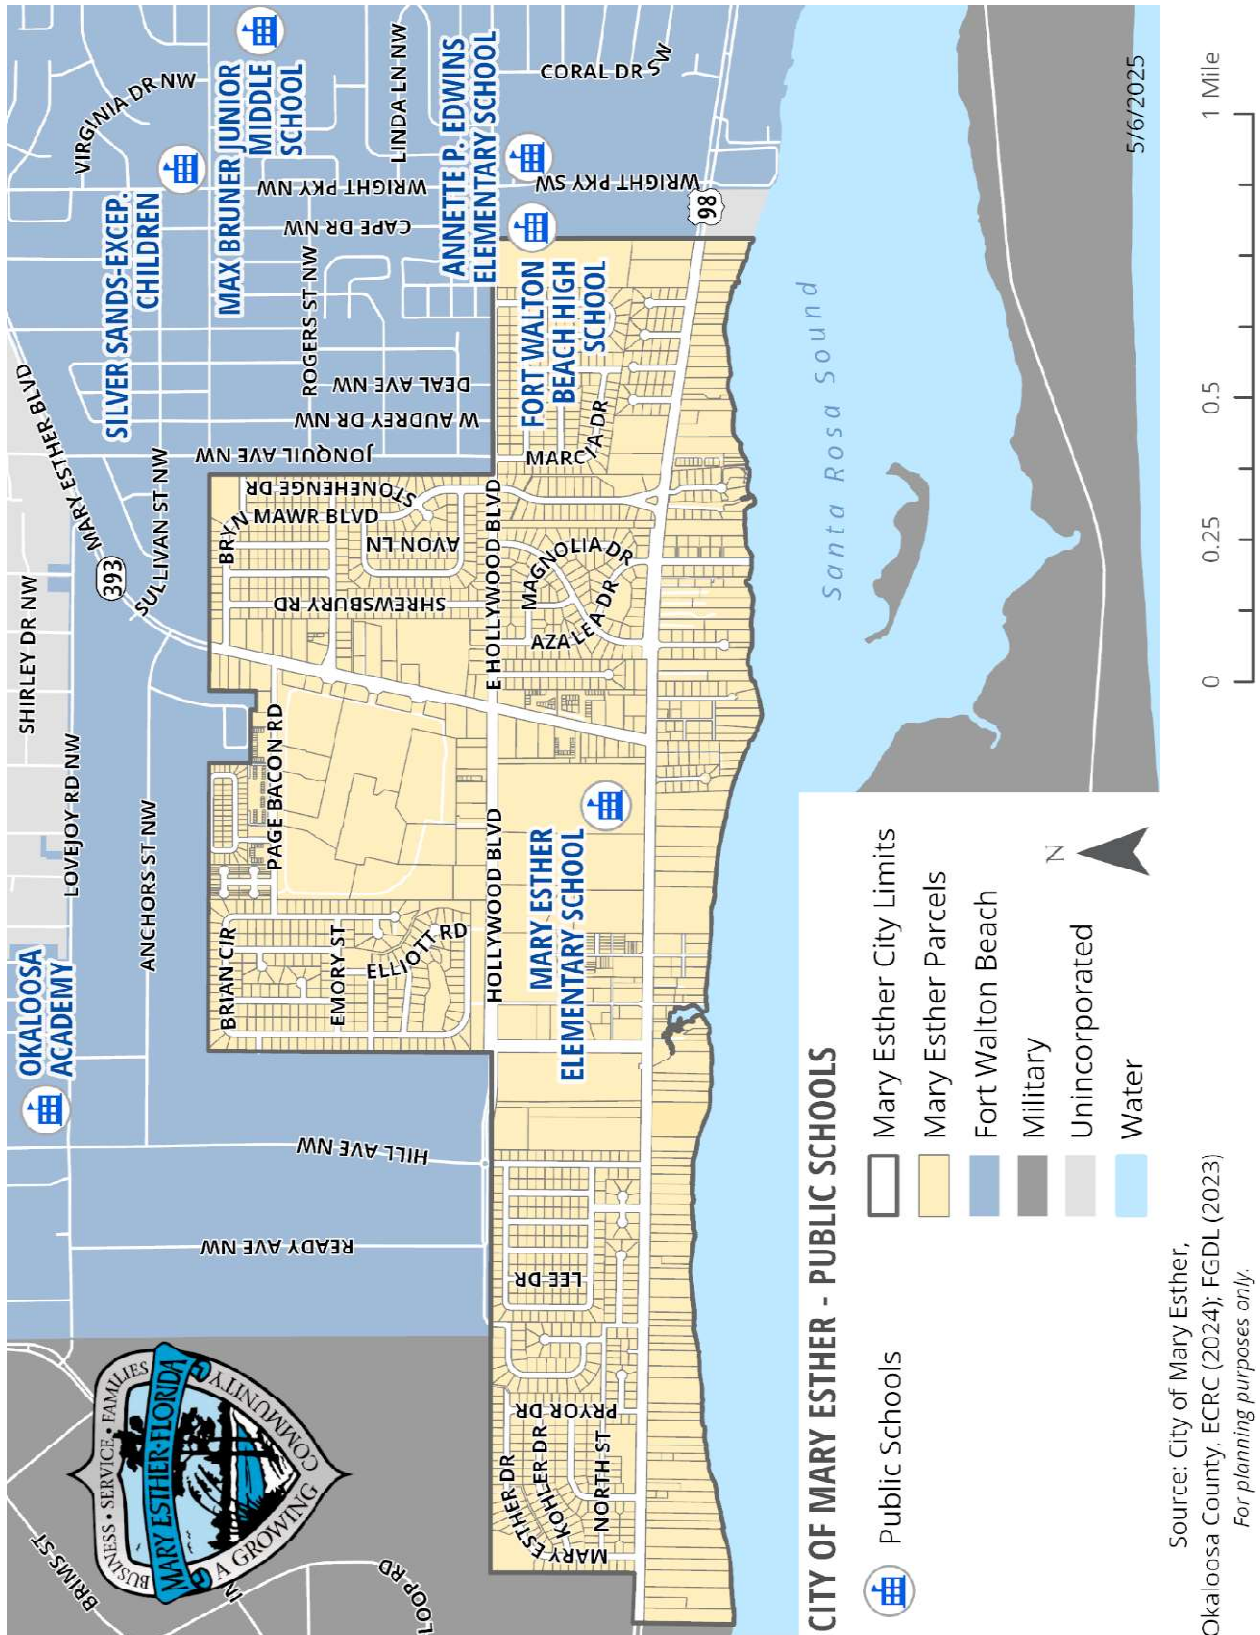 OKALOOSA
ACADEMY
SHIRLEY DR NW
LOVEJOY RD NW
ANCHORS ST NW
MARY ESTHER BLVD
393
SULLIVAN ST NW
SILVER SANDS-EXCEP.
CHILDREN
VIRGINIA DR NW
MAX BRUNER JUNIOR
MIDDLE
SCHOOL
LINDA LN NW
WRIGHT PKY NW
CAPE DR NW
ROGERS ST NW
DEAL AVE NW
W AUDREY DR NW
JONQUIL AVE NW
ANNETTE P. EDWINS
ELEMENTARY SCHOOL
CORAL DR SW
WRIGHT PKY SW
98
FORT WALTON
BEACH HIGH
SCHOOL
MARCIA DR
STONEHENGE DR
BRYN MAWR BLVD
AVON LN
SHREWSBURY RD
E HOLLYWOOD BLVD
MAGNOLIA DR
AZALEA DR
PAGE BACON RD
HOLLYWOOD BLVD
BRIAN CIR
EMORY ST
ELLIOTT RD
MARY ESTHER
ELEMENTARY SCHOOL
HILL AVE NW
READY AVE NW
LEE DR
PRYOR DR
MARY ESTHER DR
KOHLER DR
NORTH ST
BRIMS ST
LOOP RD
BUSINESS • SERVICE • FAMILIES
MARY ESTHER·FLORIDA
A GROWING COMMUNITY
Santa Rosa Sound
CITY OF MARY ESTHER - PUBLIC SCHOOLS
Public Schools
Mary Esther City Limits
Mary Esther Parcels
Fort Walton Beach
Military
Unincorporated
Water
N
5/6/2025
0 0.25 0.5 1 Mile
Source: City of Mary Esther,
Okaloosa County, ECRC (2024); FGDL (2023)
For planning purposes only.